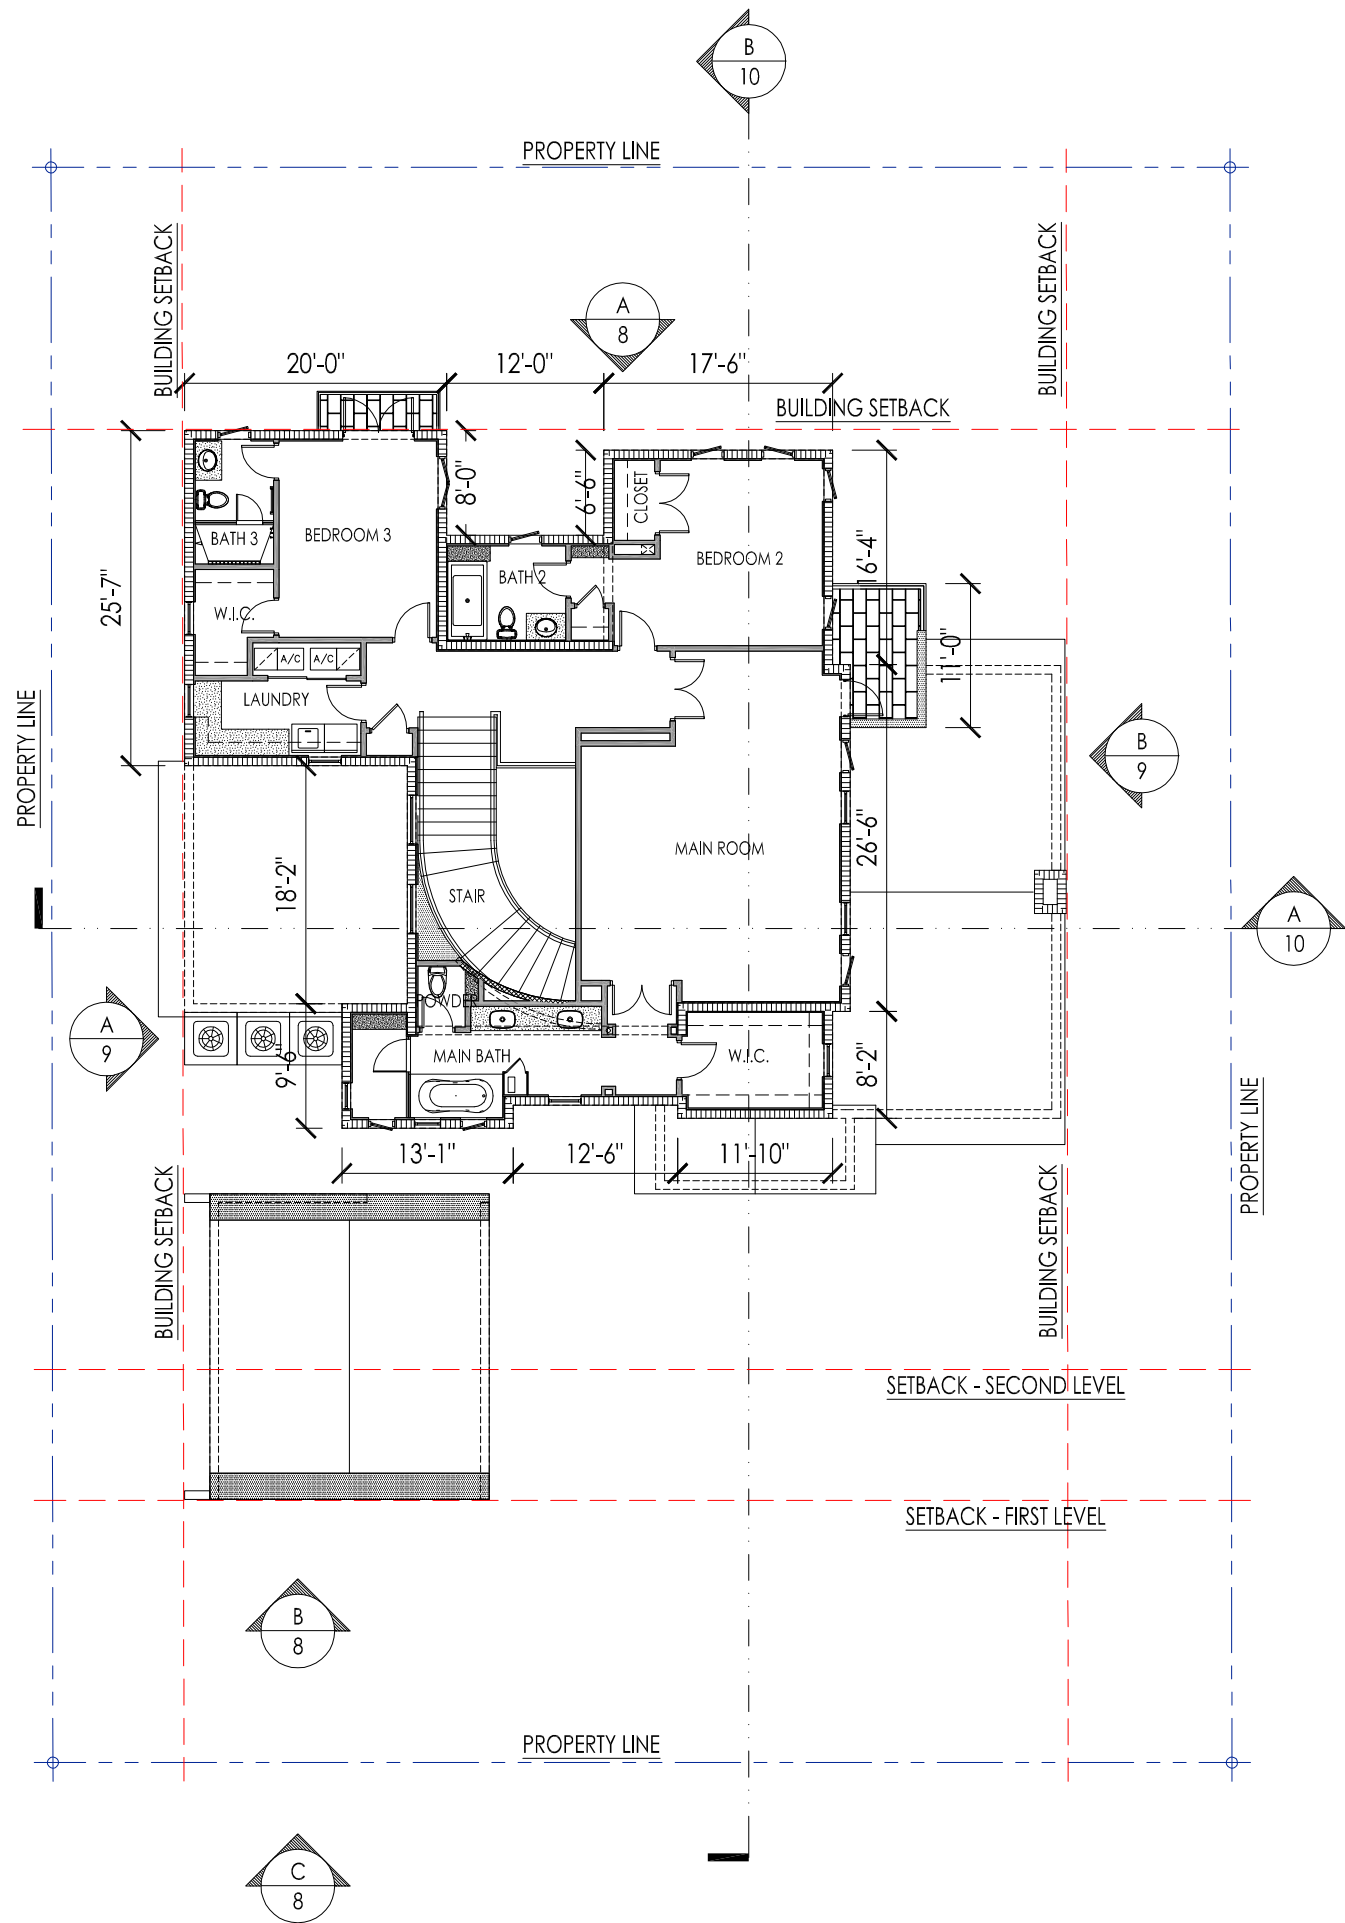 B
10
PROPERTY LINE
BUILDING SETBACK
BUILDING SETBACK
A
8
20'-0"
12'-0"
17'-6"
BUILDING SETBACK
8'-0"
6'-6"
CLOSET
BATH 3
BEDROOM 3
BATH 2
BEDROOM 2
16'-4"
25'-7"
W.I.C.
11'-0"
A/C
A/C
LAUNDRY
PROPERTY LINE
B
9
MAIN ROOM
26'-6"
18'-2"
STAIR
A
10
POWD
A
9
9'-6"
MAIN BATH
W.I.C.
8'-2"
PROPERTY LINE
13'-1"
12'-6"
11'-10"
BUILDING SETBACK
BUILDING SETBACK
SETBACK - SECOND LEVEL
SETBACK - FIRST LEVEL
B
8
PROPERTY LINE
C
8